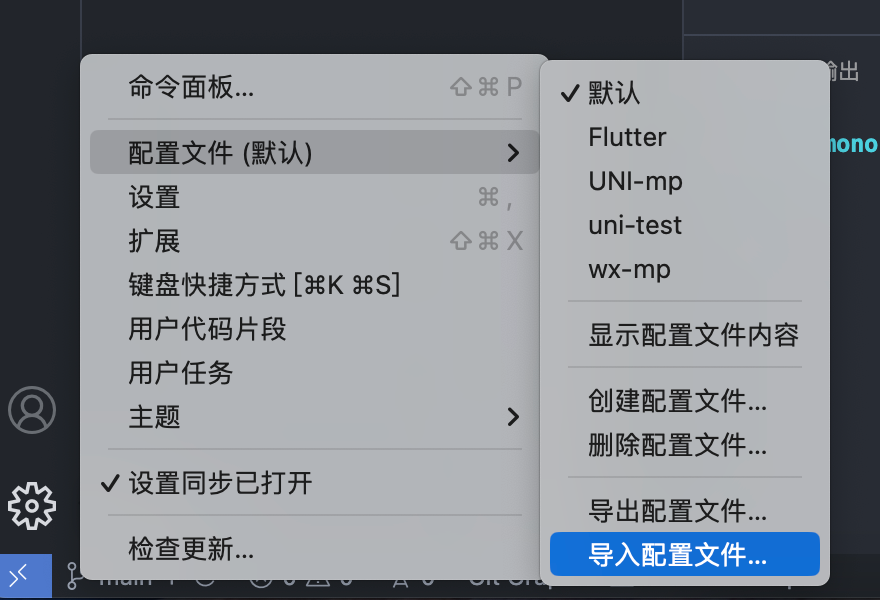 命令面板... ⇧⌘P
配置文件 (默认)
设置 ⌘,
扩展 ⇧⌘X
键盘快捷方式 [⌘K ⌘S]
用户代码片段
用户任务
主题
✓ 设置同步已打开
检查更新...
✓ 默认
Flutter
UNI-mp
uni-test
wx-mp
显示配置文件内容
创建配置文件...
删除配置文件...
导出配置文件...
导入配置文件...
输出
mono
main